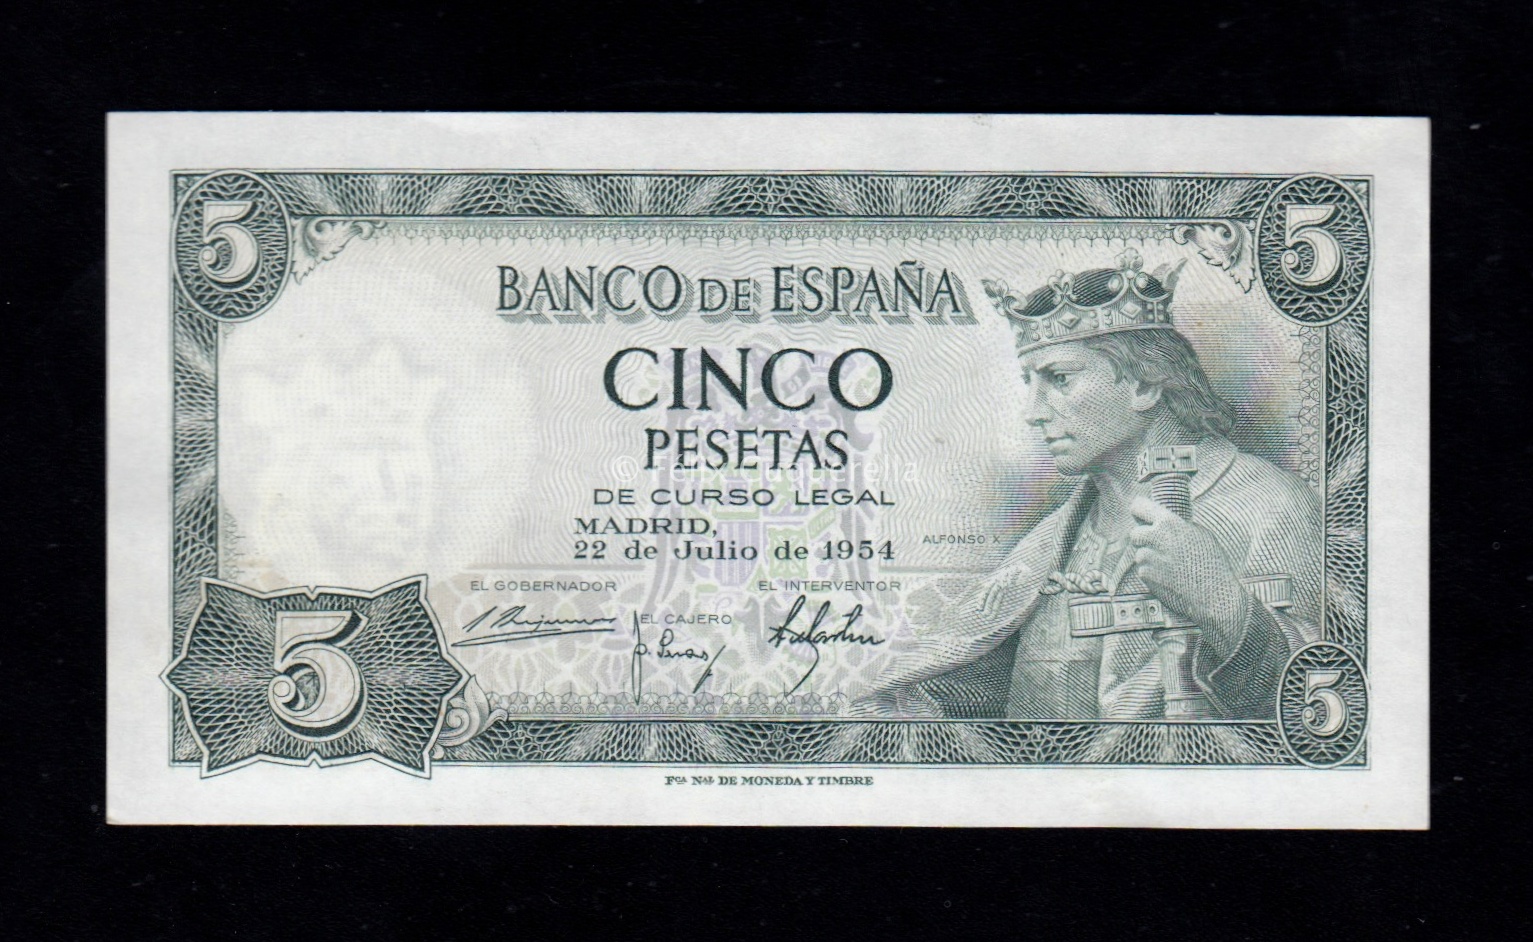 5
5
BANCO DE ESPAÑA
CINCO
PESETAS
DE CURSO LEGAL
MADRID,
22 de Julio de 1954
ALFONSO X
EL GOBERNADOR
EL INTERVENTOR
EL CAJERO
5
5
Fca Nal DE MONEDA Y TIMBRE